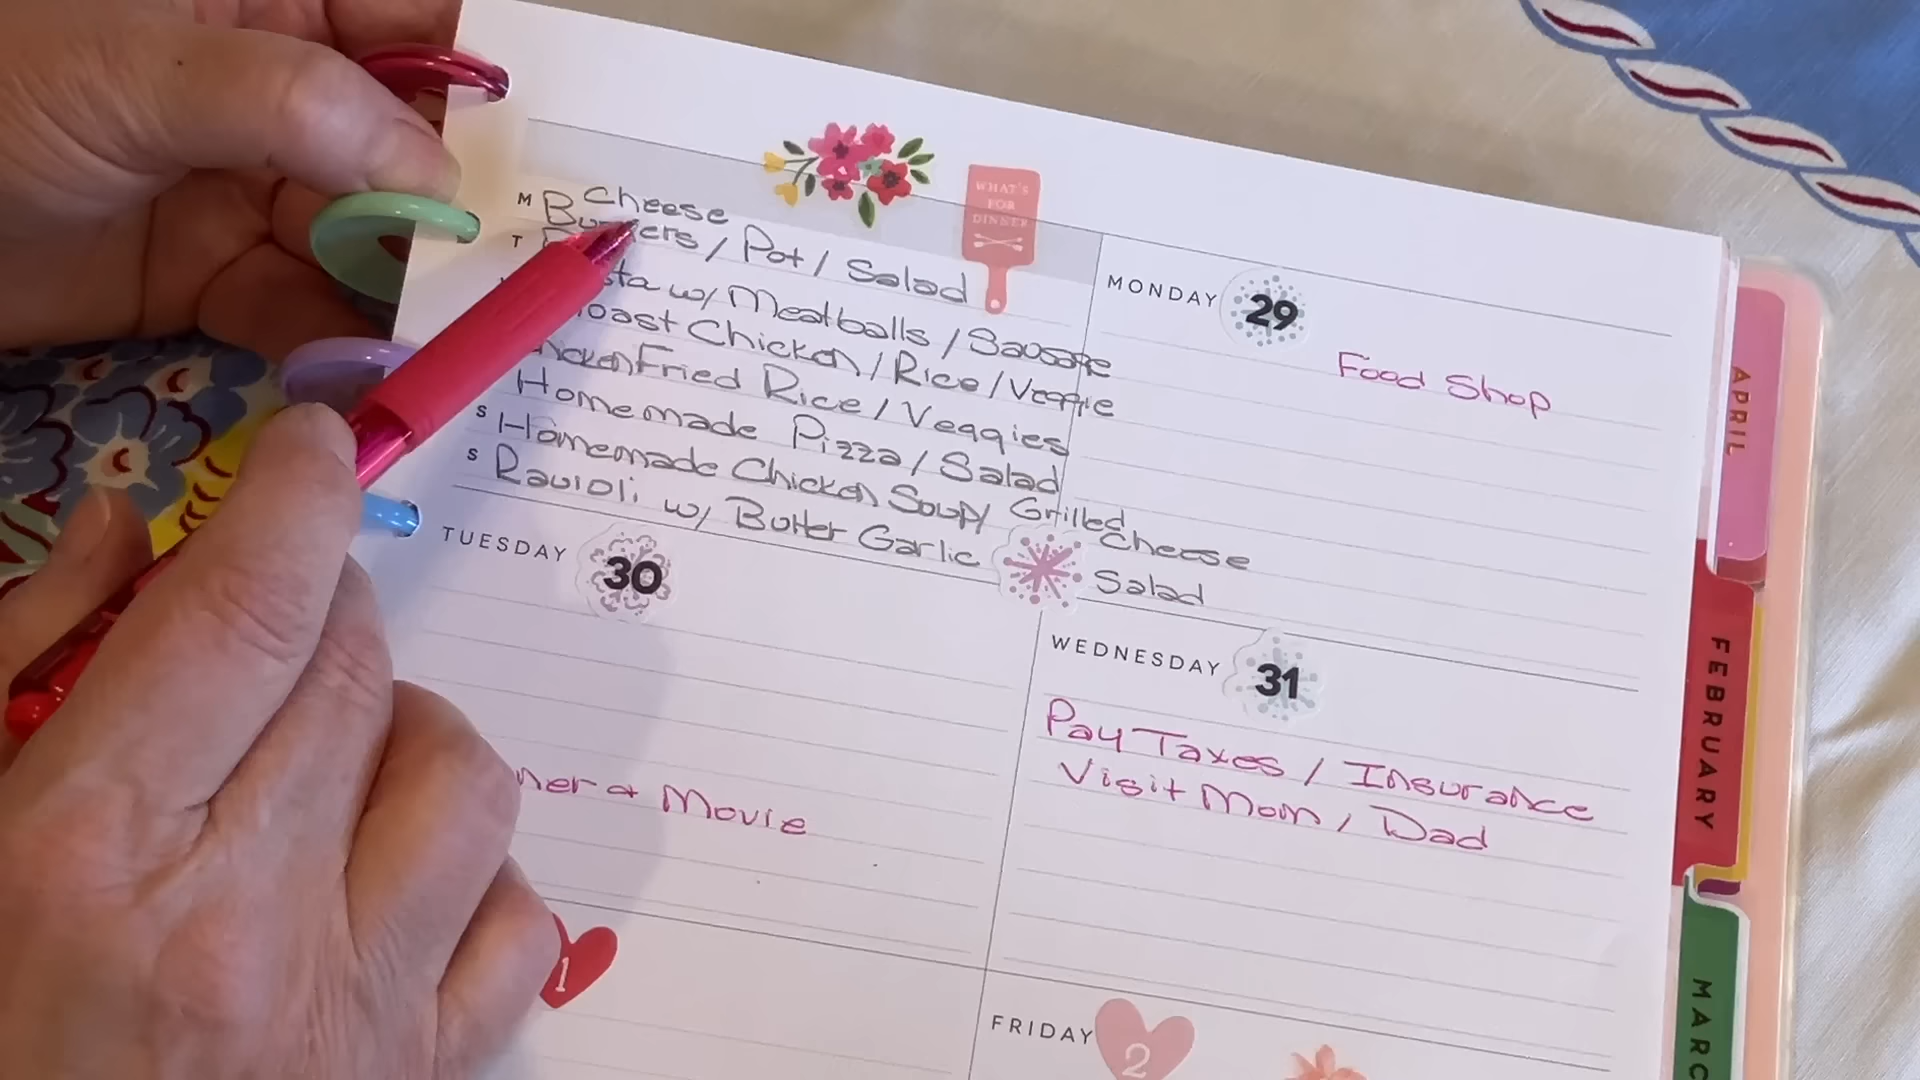 WHAT'S
FOR
DINNER
M Cheese
T Burgers / Pot / Salad
w/ Meatballs / Sausage
Chicken / Rice / Veggie
Chicken Fried Rice / Veggies
Homemade Pizza / Salad
S Homemade Chicken Soup / Grilled Cheese
S Ravioli w/ Butter Garlic
Salad
MONDAY 29
Food Shop
TUESDAY 30
& Movie
WEDNESDAY 31
Pay Taxes / Insurance
Visit Mom / Dad
1
FRIDAY 2
APRIL
FEBRUARY
MARC